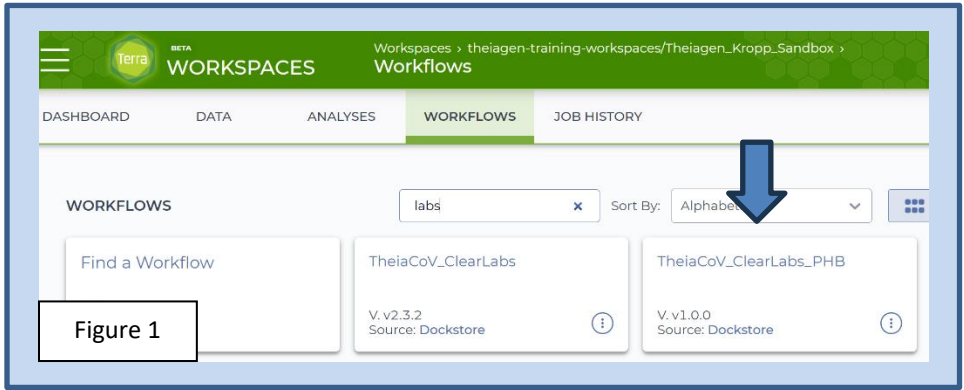 Terra
BETA
WORKSPACES
Workspaces › theiagen-training-workspaces/Theiagen_Kropp_Sandbox ›
Workflows
DASHBOARD DATA ANALYSES WORKFLOWS JOB HISTORY
WORKFLOWS labs × Sort By: Alphabet
Find a Workflow
TheiaCoV_ClearLabs
V. v2.3.2
Source: Dockstore
TheiaCoV_ClearLabs_PHB
V. v1.0.0
Source: Dockstore
Figure 1